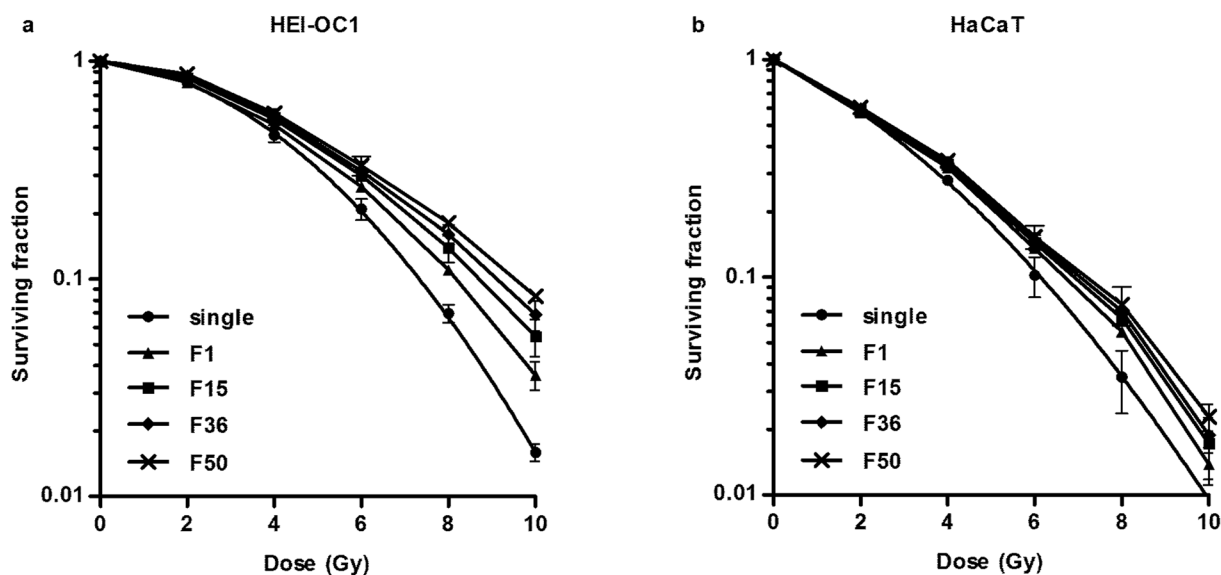 a
HEI-OC1
Surviving fraction
1
0.1
0.01
single
F1
F15
F36
F50
0 2 4 6 8 10
Dose (Gy)
b
HaCaT
Surviving fraction
1
0.1
0.01
single
F1
F15
F36
F50
0 2 4 6 8 10
Dose (Gy)